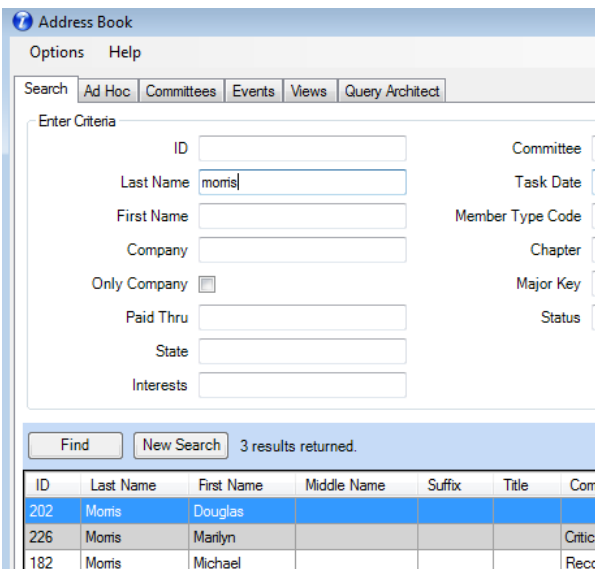 Address Book
Options Help
Search Ad Hoc Committees Events Views Query Architect
Enter Criteria
ID Committee
Last Name morris Task Date
First Name Member Type Code
Company Chapter
Only Company Major Key
Paid Thru Status
State
Interests
Find New Search 3 results returned.
ID Last Name First Name Middle Name Suffix Title Com
202 Morris Douglas
226 Morris Marilyn Critic
182 Morris Michael Reco